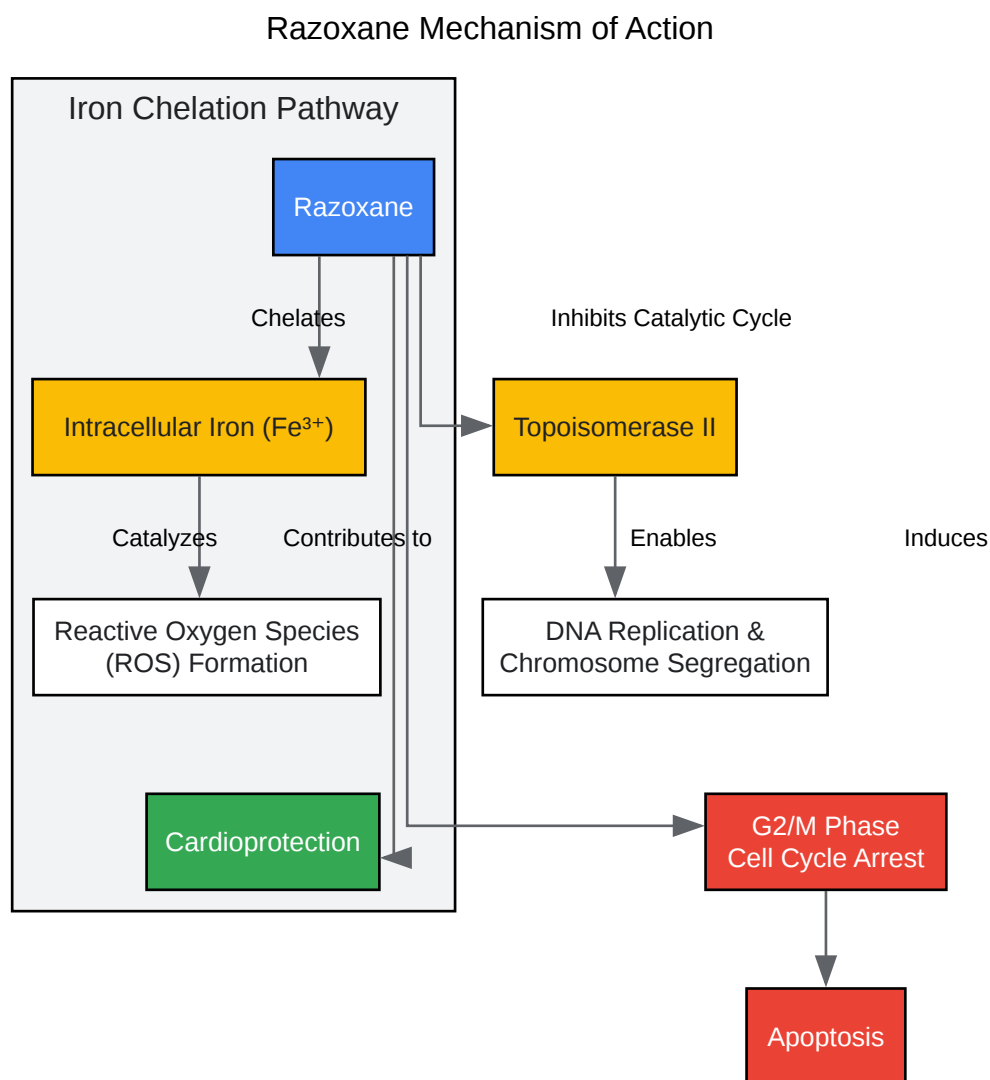 Razoxane Mechanism of Action
Iron Chelation Pathway
Razoxane
Chelates
Inhibits Catalytic Cycle
Intracellular Iron (Fe³⁺)
Topoisomerase II
Catalyzes
Contributes to
Enables
Induces
Reactive Oxygen Species
(ROS) Formation
DNA Replication &
Chromosome Segregation
Cardioprotection
G2/M Phase
Cell Cycle Arrest
Apoptosis